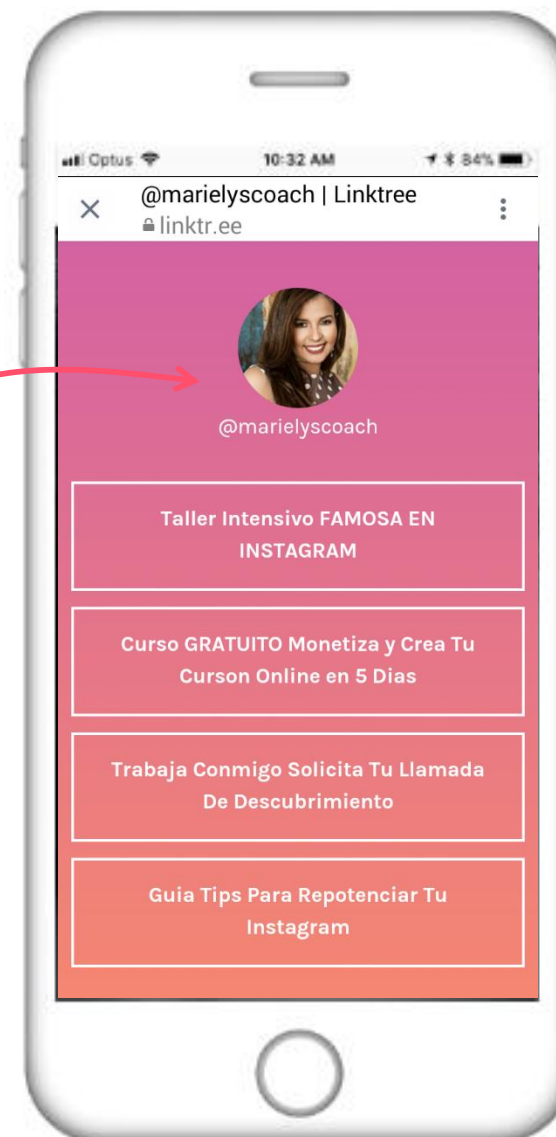 Optus 10:32 AM 84%
@marielyscoach | Linktree
linktr.ee
@marielyscoach
Taller Intensivo FAMOSA EN
INSTAGRAM
Curso GRATUITO Monetiza y Crea Tu
Curson Online en 5 Dias
Trabaja Conmigo Solicita Tu Llamada
De Descubrimiento
Guia Tips Para Repotenciar Tu
Instagram